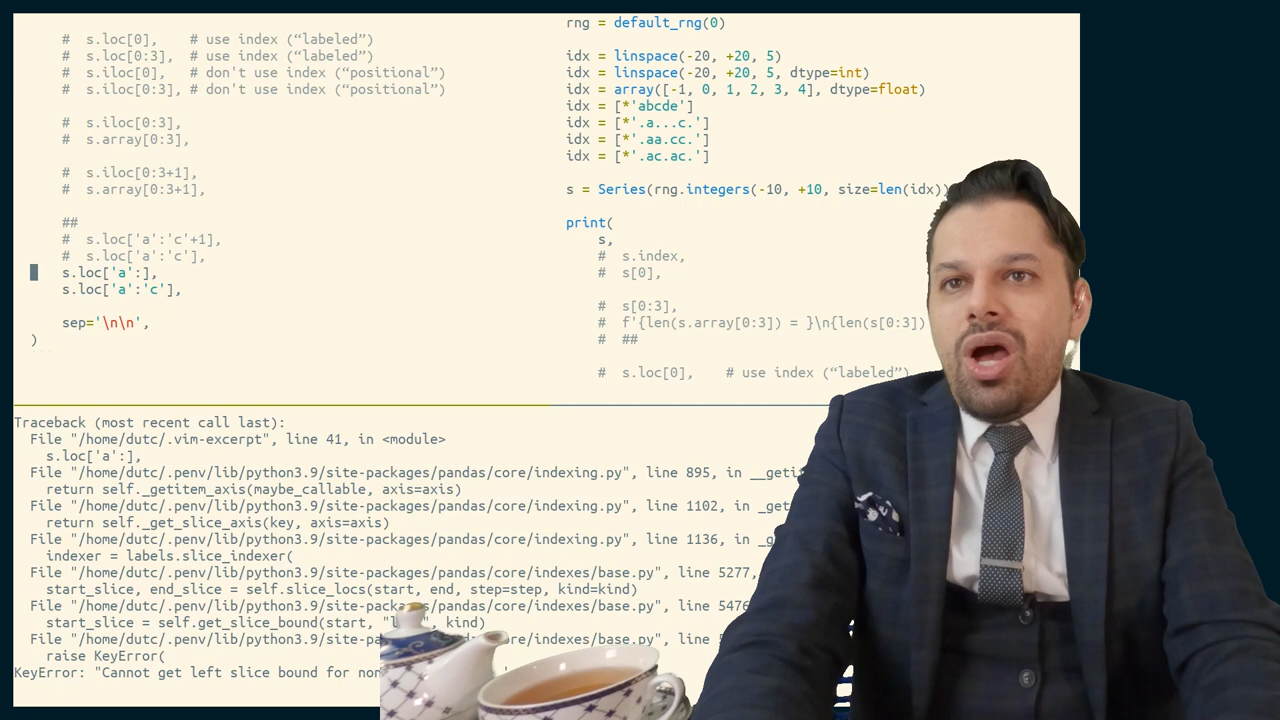 #  s.loc[0],    # use index (“labeled”)
#  s.loc[0:3],  # use index (“labeled”)
#  s.iloc[0],   # don't use index (“positional”)
#  s.iloc[0:3], # don't use index (“positional”)
#  s.iloc[0:3],
#  s.array[0:3],
#  s.iloc[0:3+1],
#  s.array[0:3+1],
##
#  s.loc['a':'c'+1],
#  s.loc['a':'c'],
s.loc['a':],
s.loc['a':'c'],
sep='\n\n',
)
rng = default_rng(0)
idx = linspace(-20, +20, 5)
idx = linspace(-20, +20, 5, dtype=int)
idx = array([-1, 0, 1, 2, 3, 4], dtype=float)
idx = [*'abcde']
idx = [*'.a...c.']
idx = [*'.aa.cc.']
idx = [*'.ac.ac.']
s = Series(rng.integers(-10, +10, size=len(idx))
print(
s,
#  s.index,
#  s[0],
#  s[0:3],
#  f'{len(s.array[0:3]) = }\n{len(s[0:3])
#  ##
#  s.loc[0],    # use index (“labeled”)
Traceback (most recent call last):
File "/home/dutc/.vim-excerpt", line 41, in <module>
s.loc['a':],
File "/home/dutc/.penv/lib/python3.9/site-packages/pandas/core/indexing.py", line 895, in
return self._getitem_axis(maybe_callable, axis=axis)
File "/home/dutc/.penv/lib/python3.9/site-packages/pandas/core/indexing.py", line 1102, in
return self._get_slice_axis(key, axis=axis)
File "/home/dutc/.penv/lib/python3.9/site-packages/pandas/core/indexing.py", line 1136, in
indexer = labels.slice_indexer(
File "/home/dutc/.penv/lib/python3.9/site-packages/pandas/core/indexes/base.py", line 5277,
start_slice, end_slice = self.slice_locs(start, end, step=step, kind=kind)
File "/home/dutc/.penv/lib/python3.9/site-packages/pandas/core/indexes/base.py", line 5476
start_slice = self.get_slice_bound(start, kind)
File "/home/dutc/.penv/lib/python3.9/site-packages core/indexes/base.py", line
raise KeyError(
KeyError: "Cannot get left slice bound for non